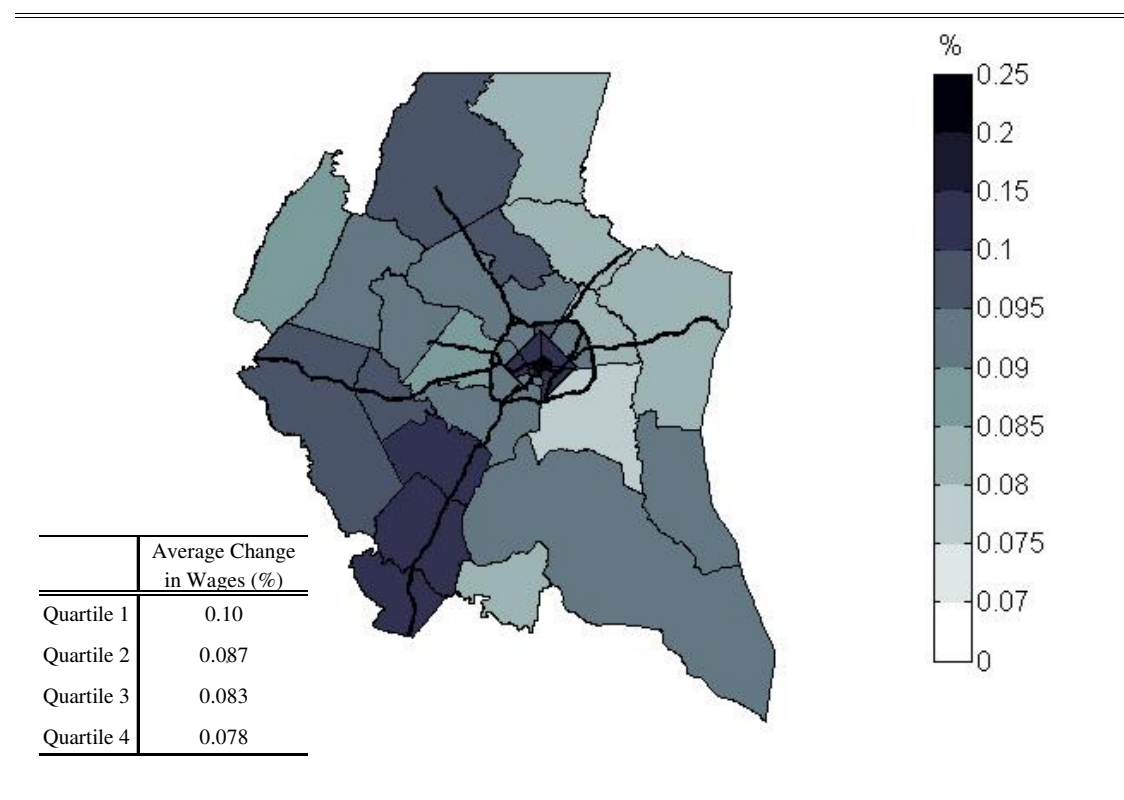 %
0.25
0.2
0.15
0.1
0.095
0.09
0.085
0.08
0.075
0.07
0
Average Change
in Wages (%)
Quartile 1 0.10
Quartile 2 0.087
Quartile 3 0.083
Quartile 4 0.078